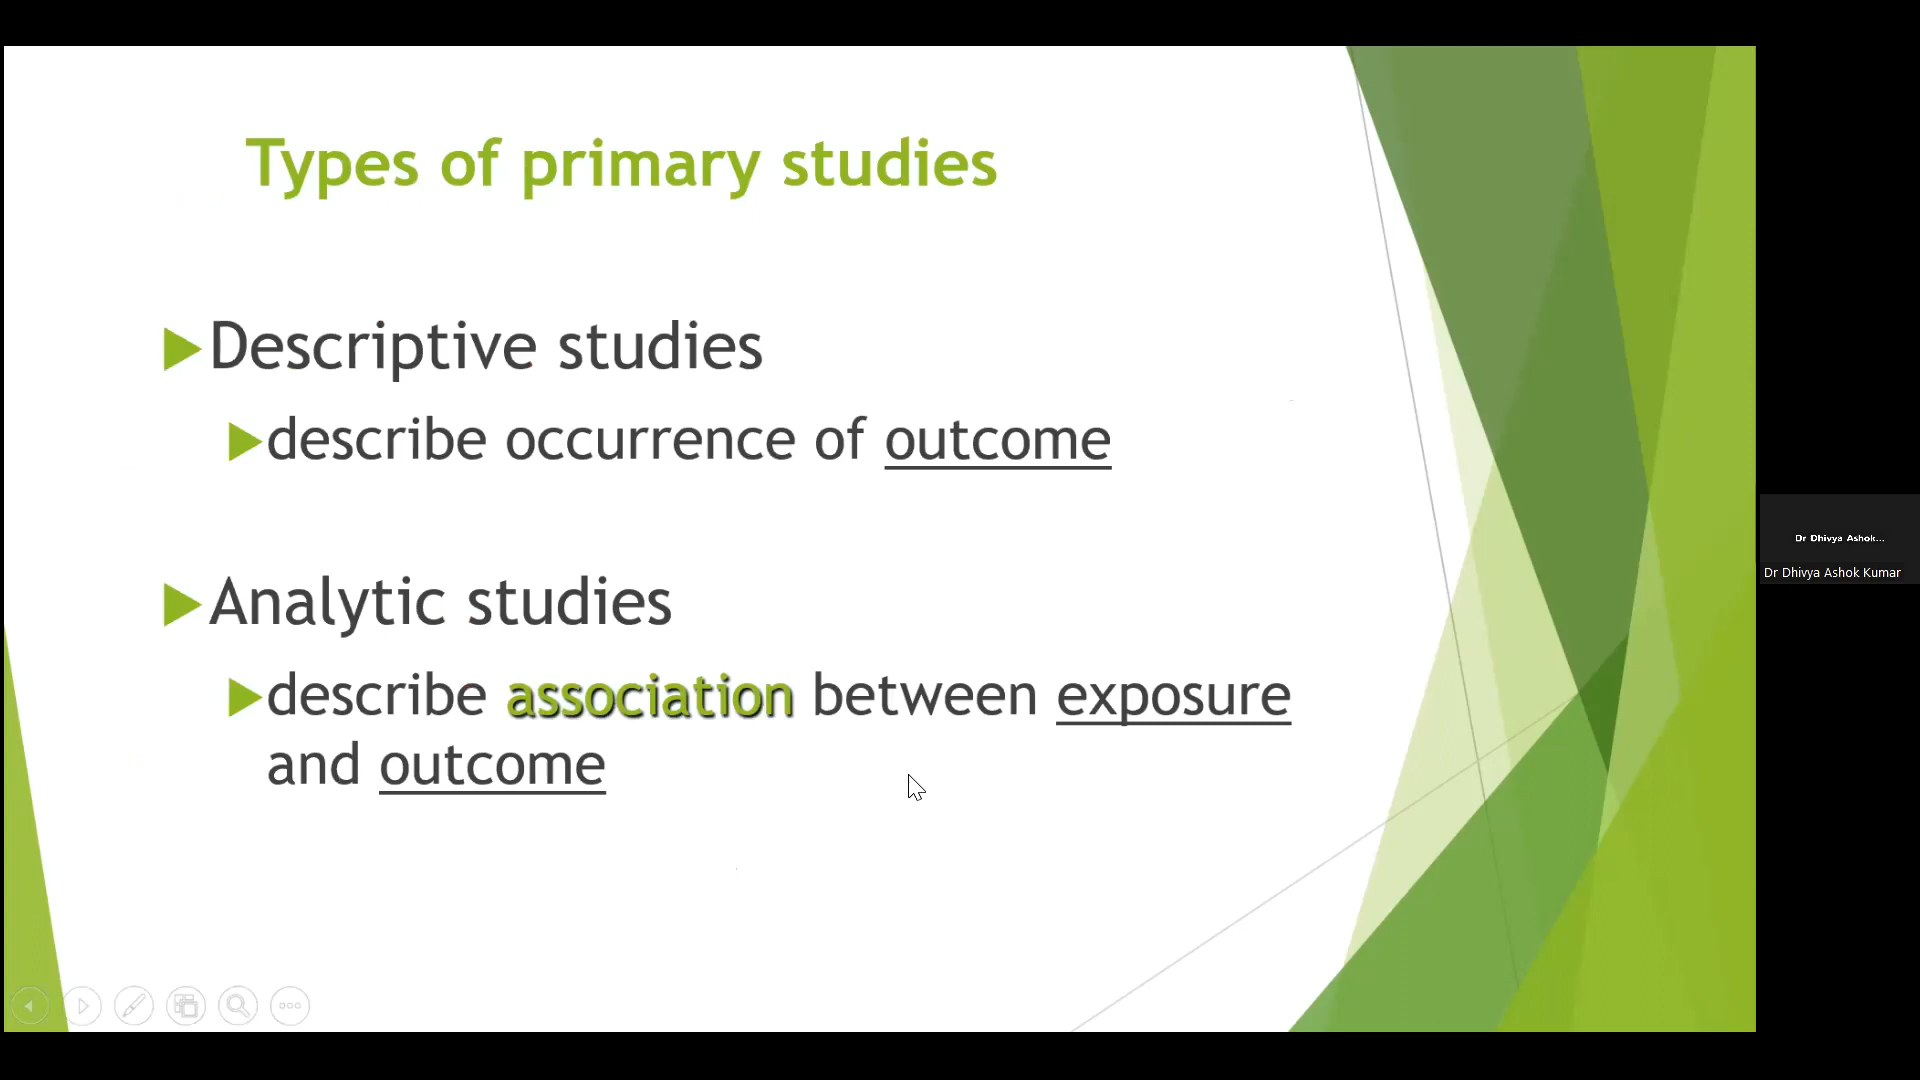 Types of primary studies
Descriptive studies
describe occurrence of outcome
Analytic studies
describe association between exposure
and outcome
Dr Dhivya Ashok...
Dr Dhivya Ashok Kumar